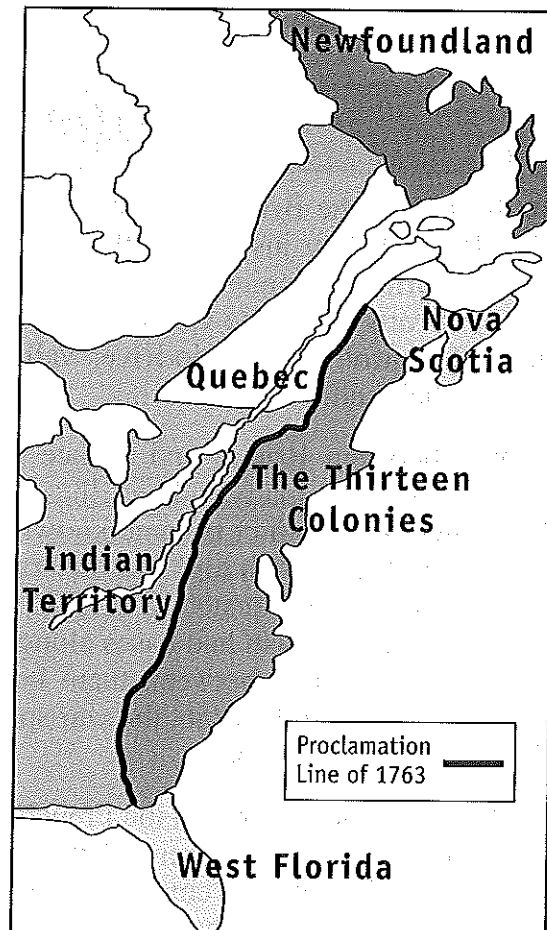 Newfoundland
Nova
Scotia
Quebec
The Thirteen
Colonies
Indian
Territory
Proclamation
Line of 1763
West Florida